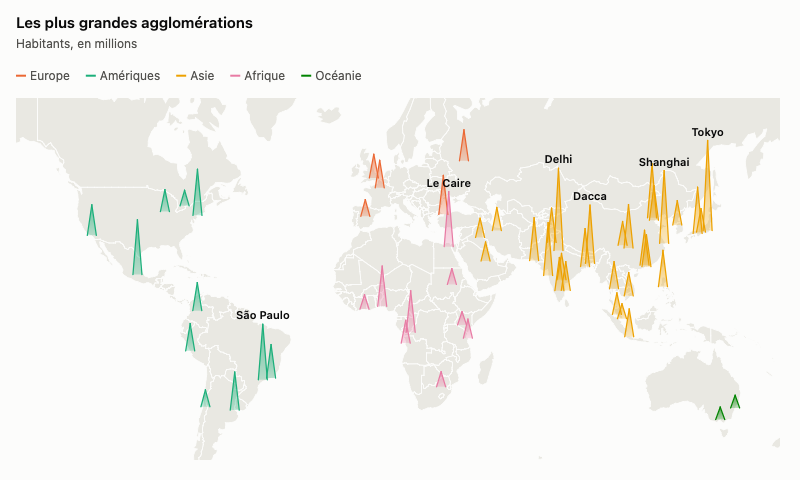 Les plus grandes agglomérations
Habitants, en millions
Europe Amériques Asie Afrique Océanie
Tokyo
Delhi Shanghai
Le Caire
Dacca
São Paulo